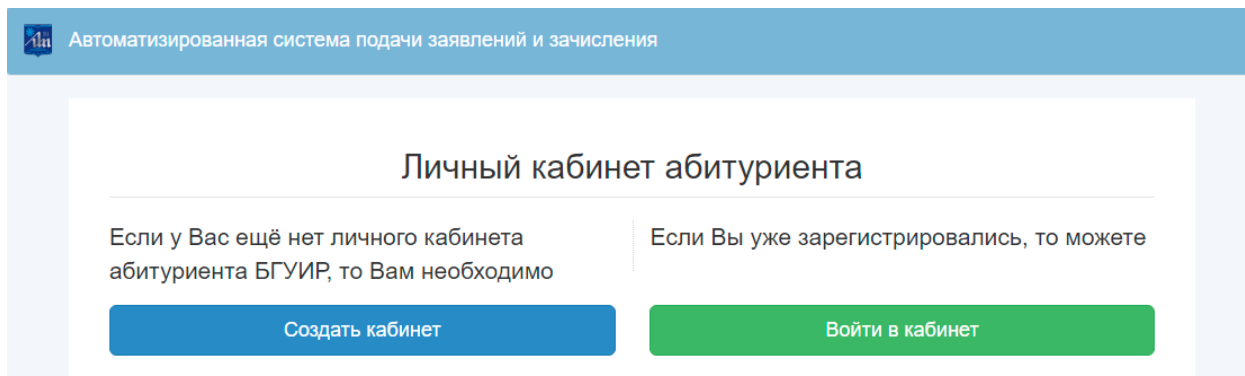 Автоматизированная система подачи заявлений и зачисления
Личный кабинет абитуриента
Если у Вас ещё нет личного кабинета
абитуриента БГУИР, то Вам необходимо
Создать кабинет
Если Вы уже зарегистрировались, то можете
Войти в кабинет